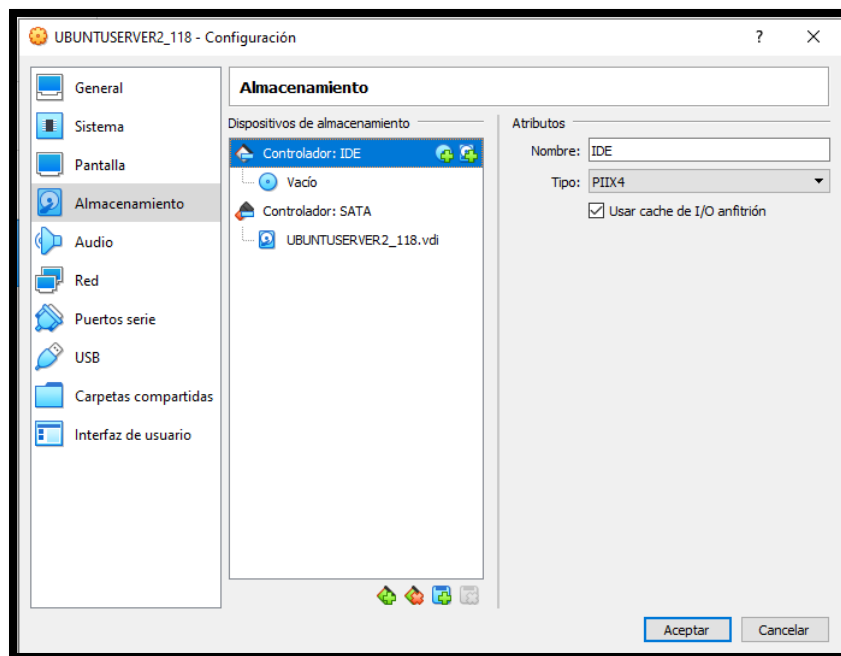 UBUNTUSERVER2_118 - Configuración
?
General
Sistema
Pantalla
Almacenamiento
Audio
Red
Puertos serie
USB
Carpetas compartidas
Interfaz de usuario
Almacenamiento
Dispositivos de almacenamiento
Controlador: IDE
Vacío
Controlador: SATA
UBUNTUSERVER2_118.vdi
Atributos
Nombre: IDE
Tipo: PIIX4
Usar cache de I/O anfitrión
Aceptar
Cancelar